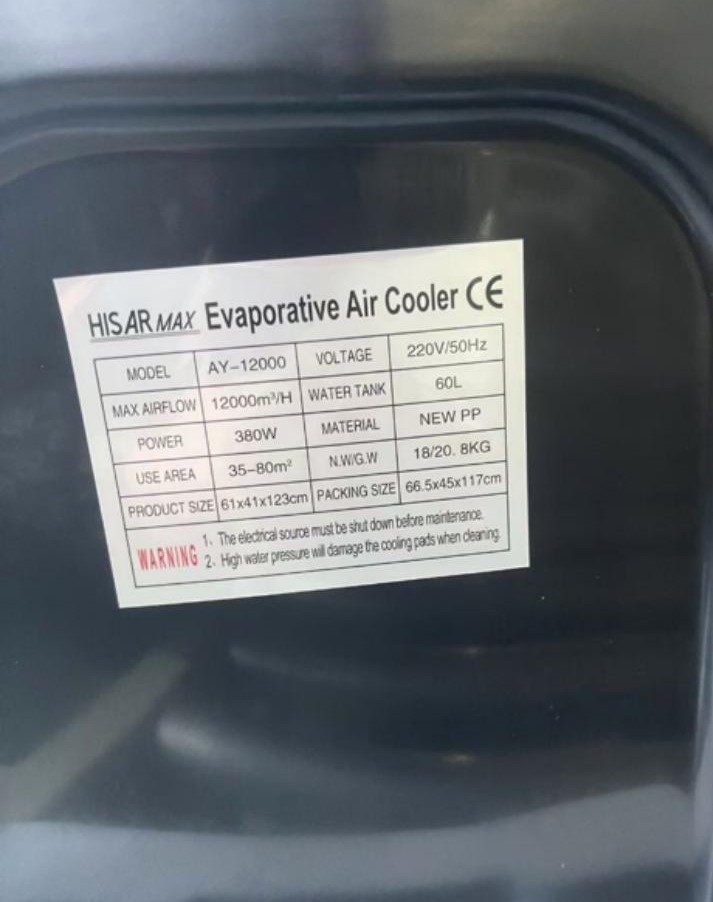 HISAR MAX Evaporative Air Cooler CE
MODEL AY-12000 VOLTAGE 220V/50Hz
MAX AIRFLOW 12000m³/H WATER TANK 60L
POWER 380W MATERIAL NEW PP
USE AREA 35-80m² N.W/G.W 18/20. 8KG
PRODUCT SIZE 61x41x123cm PACKING SIZE 66.5x45x117cm
WARNING
1、The electrical source must be shut down before maintenance.
2、High water pressure will damage the cooling pads when cleaning.